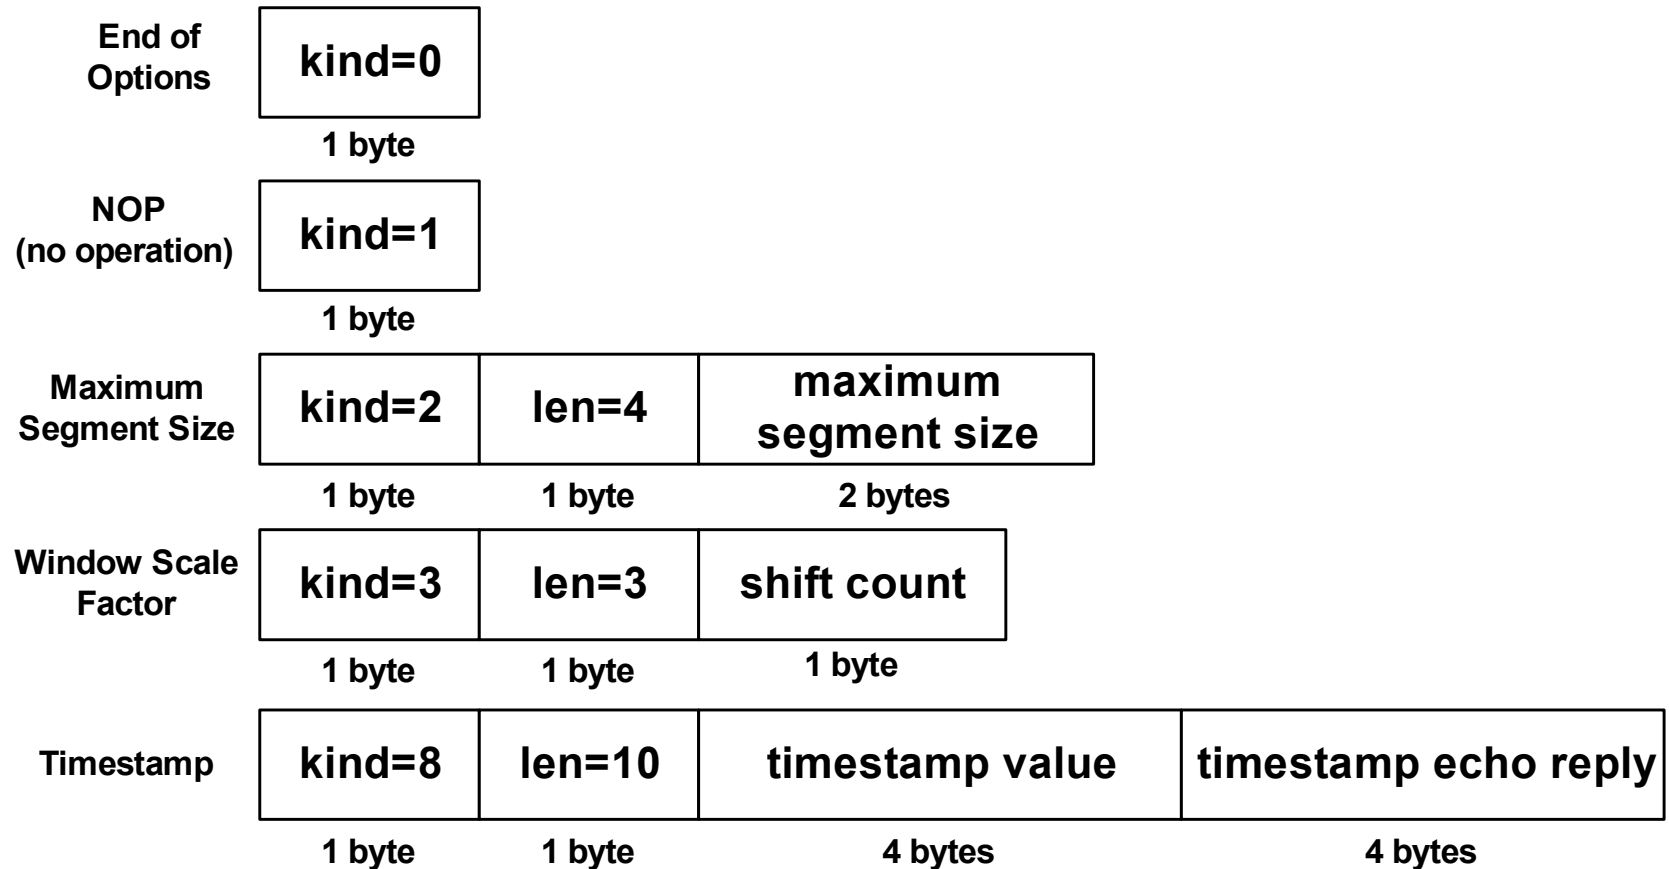 End of
Options
kind=0
1 byte
NOP
(no operation)
kind=1
1 byte
Maximum
Segment Size
kind=2
len=4
maximum
segment size
1 byte
1 byte
2 bytes
Window Scale
Factor
kind=3
len=3
shift count
1 byte
1 byte
1 byte
Timestamp
kind=8
len=10
timestamp value
timestamp echo reply
1 byte
1 byte
4 bytes
4 bytes